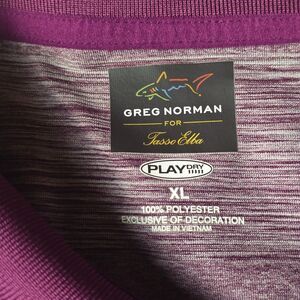 GREG NORMAN
FOR
Tasso Elba
PLAYDRY
XL
100% POLYESTER
EXCLUSIVE OF DECORATION
MADE IN VIETNAM